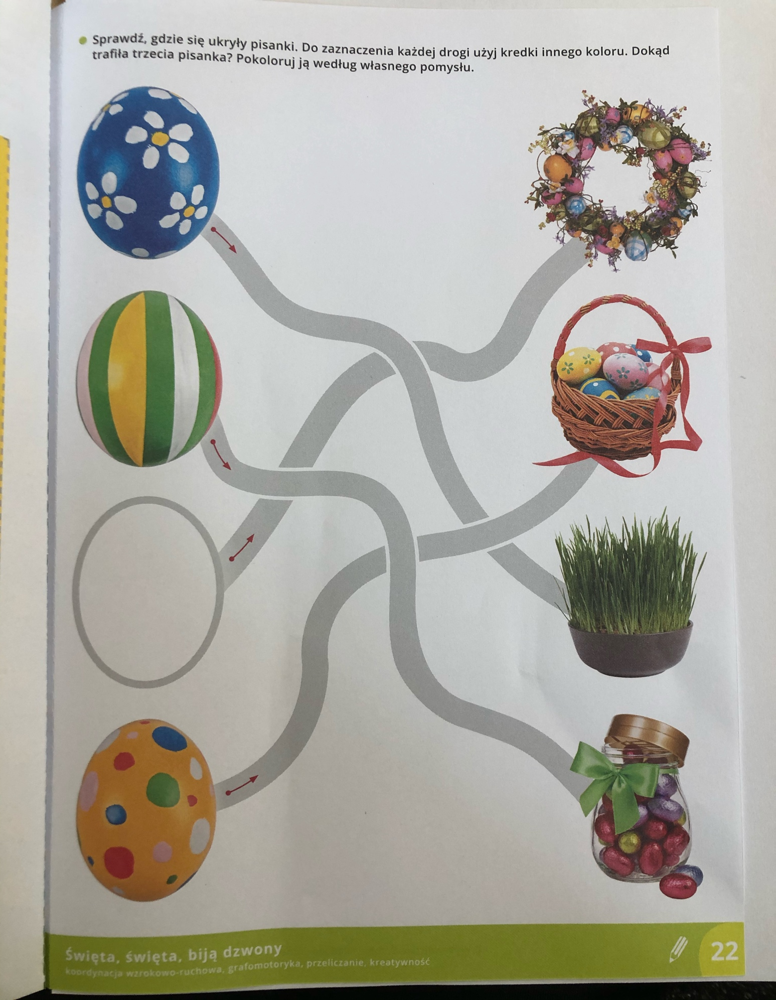 Sprawdź, gdzie się ukryły pisanki. Do zaznaczenia każdej drogi użyj kredki innego koloru. Dokąd
trafiła trzecia pisanka? Pokoloruj ją według własnego pomysłu.
Święta, święta, biją dzwony
koordynacja wzrokowo-ruchowa, grafomotoryka, przeliczanie, kreatywność
22